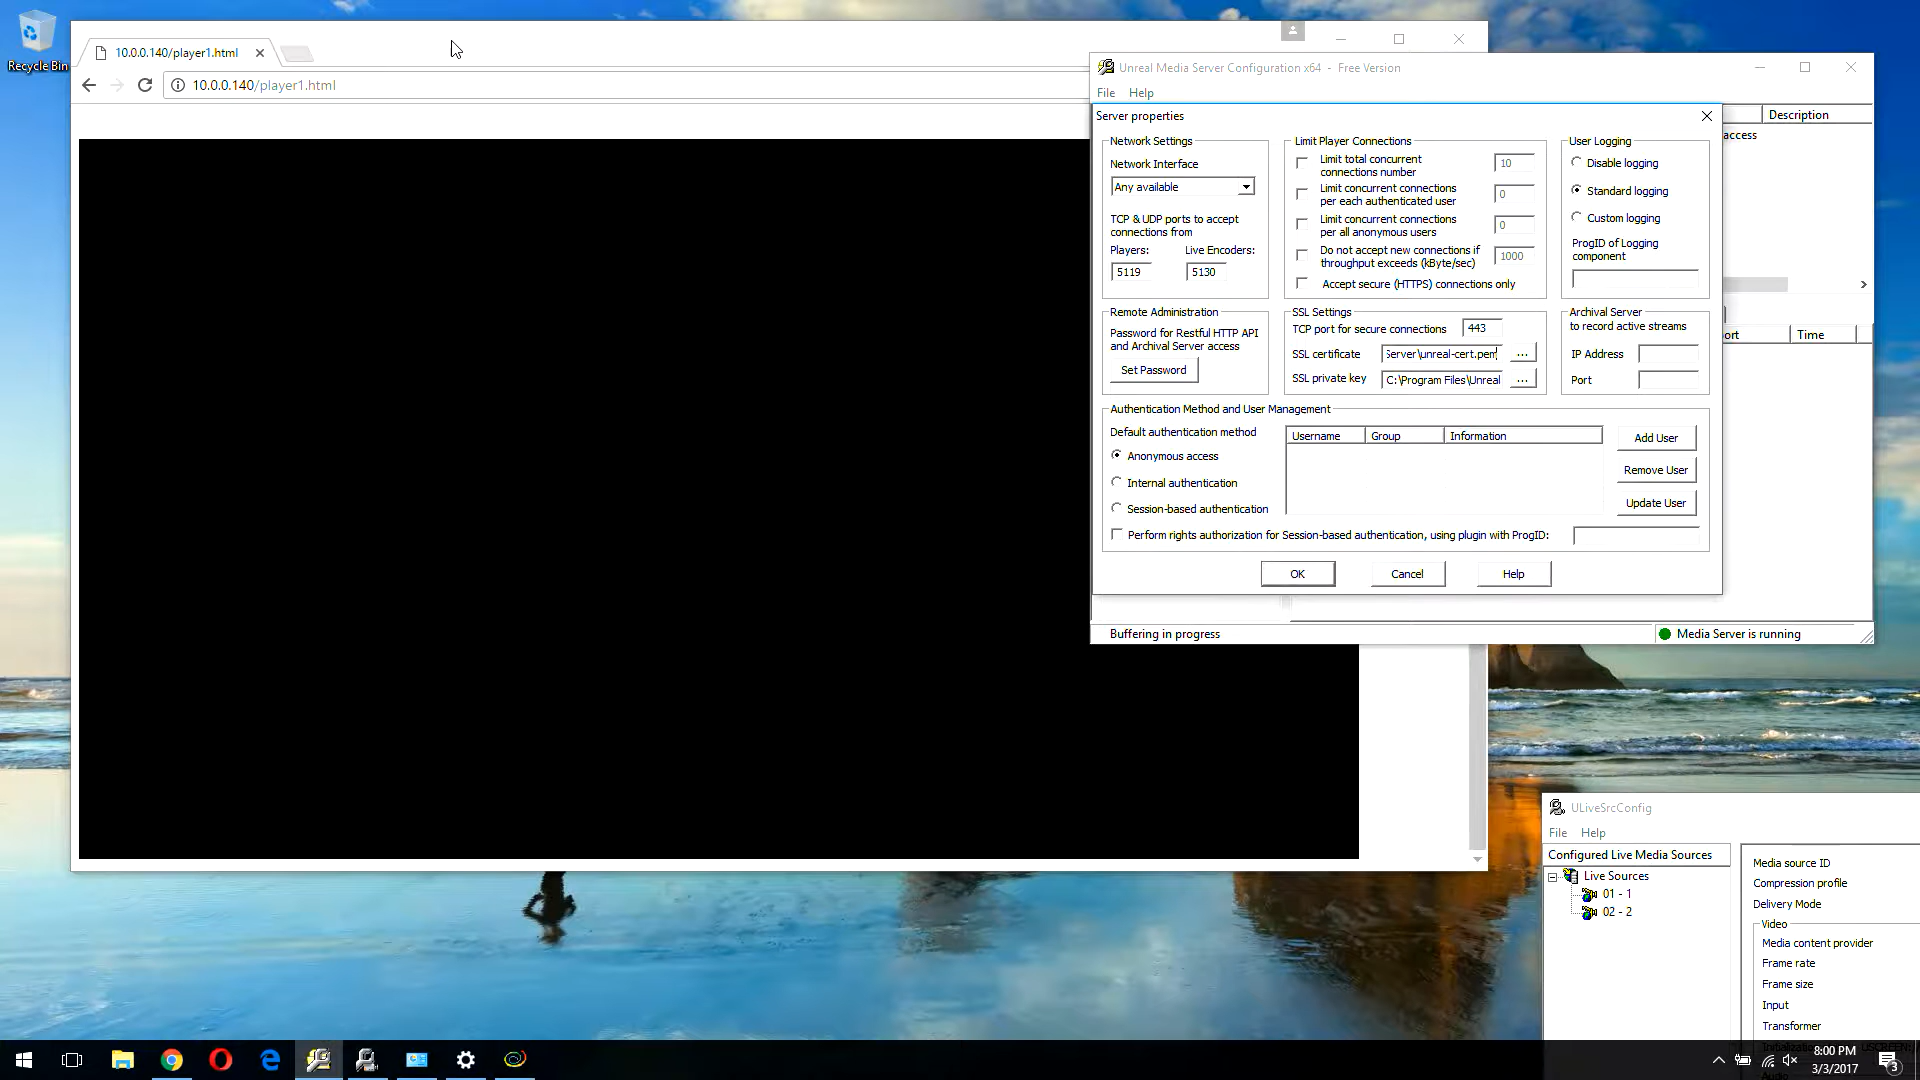 Recycle Bin
10.0.0.140/player1.html
10.0.0.140/player1.html
Unreal Media Server Configuration x64 - Free Version
File Help
Server properties
Description
access
Network Settings
Network Interface
Any available
TCP & UDP ports to accept
connections from
Players: Live Encoders:
5119 5130
Limit Player Connections
Limit total concurrent
connections number
10
Limit concurrent connections
per each authenticated user
0
Limit concurrent connections
per all anonymous users
0
Do not accept new connections if
throughput exceeds (kByte/sec)
1000
Accept secure (HTTPS) connections only
User Logging
Disable logging
Standard logging
Custom logging
ProgID of Logging
component
Remote Administration
Password for Restful HTTP API
and Archival Server access
Set Password
SSL Settings
TCP port for secure connections 443
SSL certificate Server\unreal-cert.pem ...
SSL private key C:\Program Files\Unreal ...
Archival Server
to record active streams
IP Address
Port
ort Time
Authentication Method and User Management
Default authentication method
Anonymous access
Internal authentication
Session-based authentication
Username Group Information
Add User
Remove User
Update User
Perform rights authorization for Session-based authentication, using plugin with ProgID:
OK Cancel Help
Buffering in progress
Media Server is running
ULiveSrcConfig
File Help
Configured Live Media Sources
Live Sources
01 - 1
02 - 2
Media source ID
Compression profile
Delivery Mode
Video
Media content provider
Frame rate
Frame size
Input
Transformer
8:00 PM
3/3/2017
3